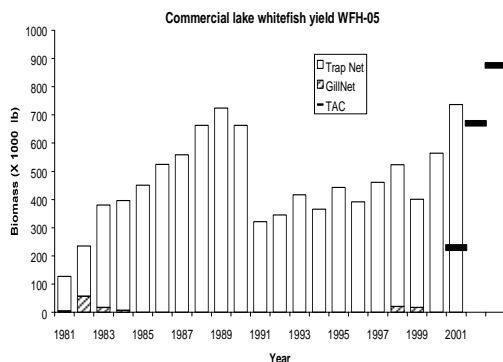 Commercial lake whitefish yield WFH-05
1000
900
800
700
600
500
400
300
200
100
0
Biomass (X 1000 lb)
Trap Net
GillNet
TAC
1981 1983 1985 1987 1989 1991 1993 1995 1997 1999 2001
Year